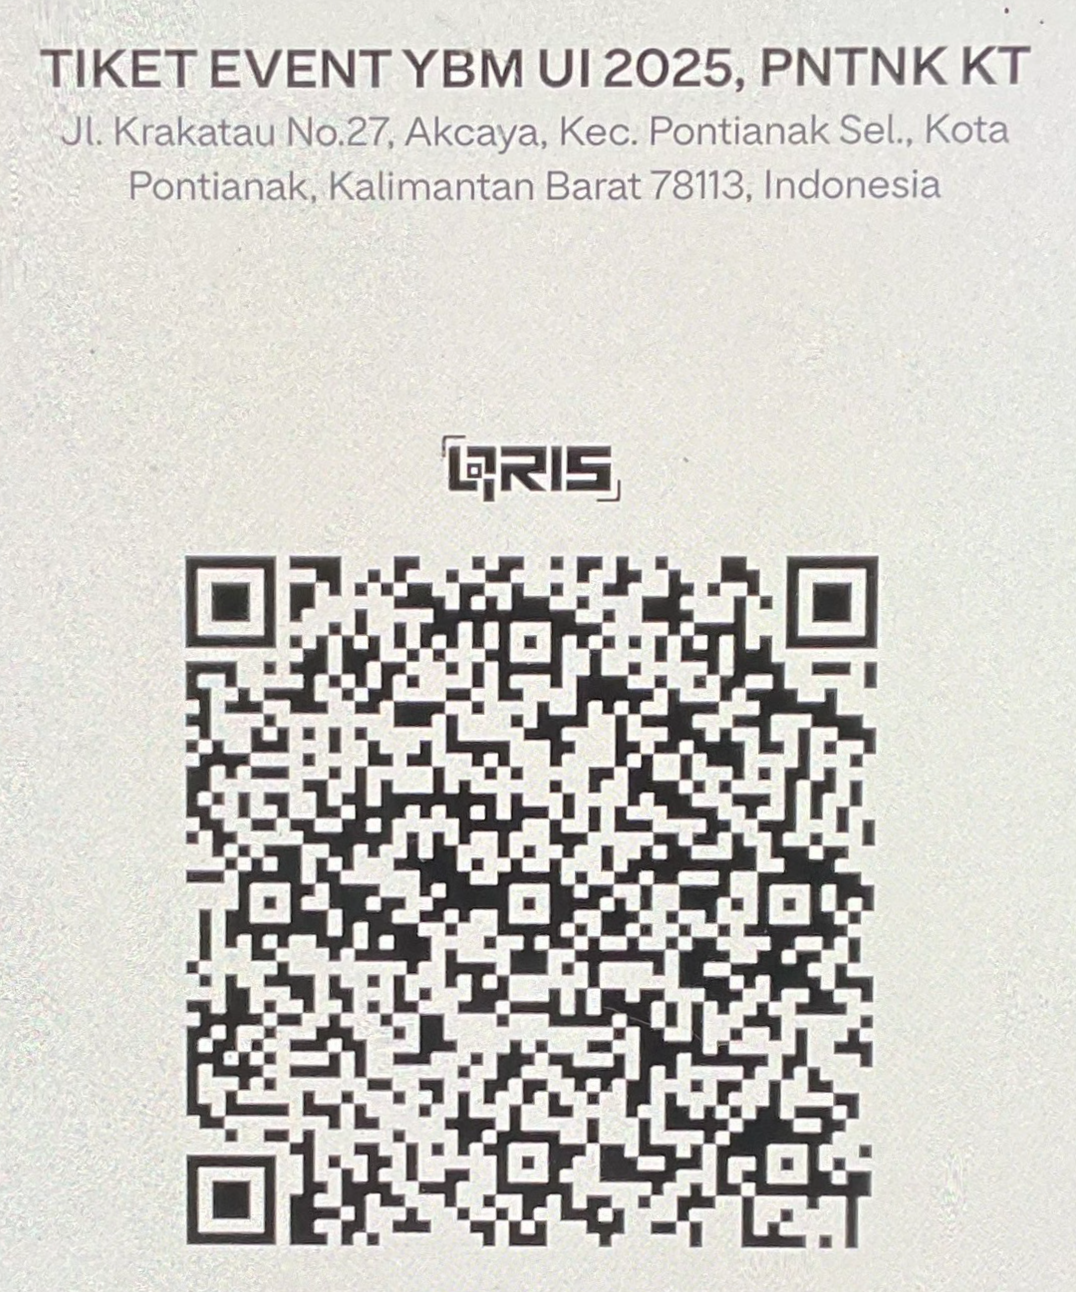 TIKET EVENT YBM UI 2025, PNTNK KT
Jl. Krakatau No.27, Akcaya, Kec. Pontianak Sel., Kota
Pontianak, Kalimantan Barat 78113, Indonesia
QRIS